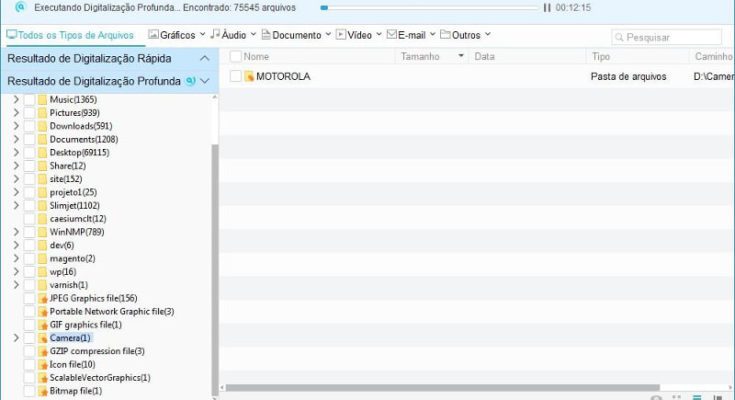 Executando Digitalização Profunda... Encontrado: 75545 arquivos 00:12:15
Todos os Tipos de Arquivos Gráficos Áudio Documento Vídeo E-mail Outros Pesquisar
Resultado de Digitalização Rápida
Resultado de Digitalização Profunda
Music(1365)
Pictures(939)
Downloads(591)
Documents(1208)
Desktop(69115)
Share(12)
site(152)
projeto1(25)
Slimjet(1102)
caesiumclt(12)
WinNMP(789)
dev(6)
magento(2)
wp(16)
varnish(1)
JPEG Graphics file(156)
Portable Network Graphic file(3)
GIF graphics file(1)
Camera(1)
GZIP compression file(3)
Icon file(10)
ScalableVectorGraphics(1)
Bitmap file(1)
Nome Tamanho Data Tipo Caminho
MOTOROLA Pasta de arquivos D:\Camer